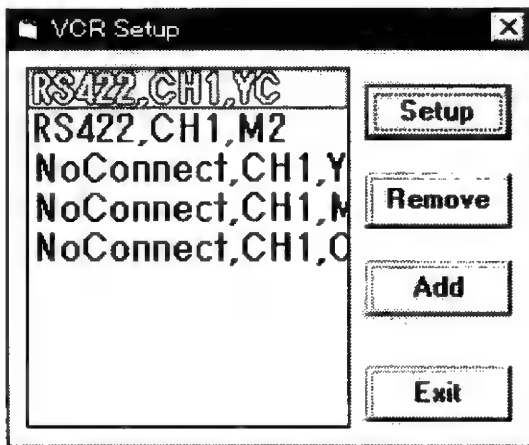 VCR Setup
RS422,CH1,YC
RS422,CH1,M2
NoConnect,CH1,Y
NoConnect,CH1,M
NoConnect,CH1,C
Setup
Remove
Add
Exit